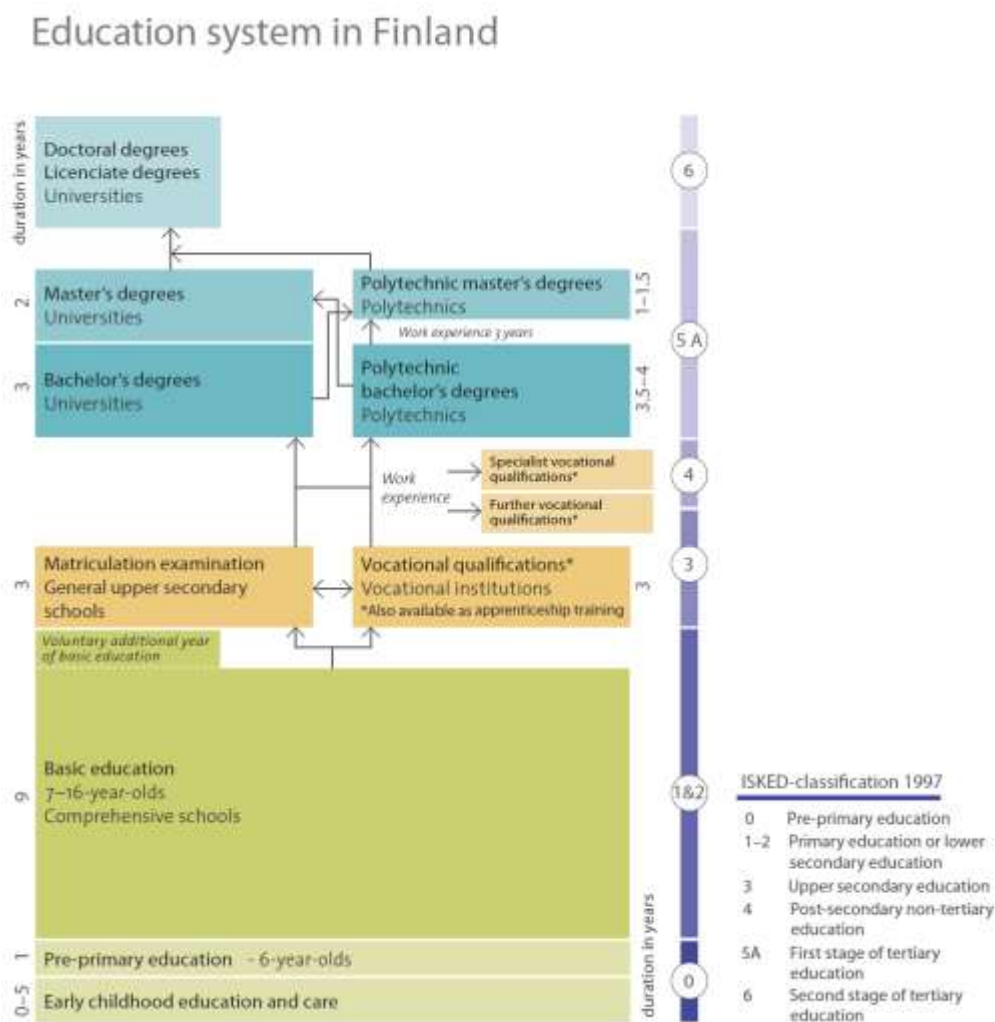 Education system in Finland
duration in years
Doctoral degrees
Licenciate degrees
Universities
6
2
Master's degrees
Universities
Polytechnic master's degrees
Polytechnics
1–1.5
Work experience 3 years
5 A
3
Bachelor's degrees
Universities
Polytechnic
bachelor's degrees
Polytechnics
3.5–4
Work
experience
Specialist vocational
qualifications*
Further vocational
qualifications*
4
3
Matriculation examination
General upper secondary
schools
Vocational qualifications*
Vocational institutions
*Also available as apprenticeship training
3
3
Voluntary additional year
of basic education
9
Basic education
7–16-year-olds
Comprehensive schools
1&2
1
Pre-primary education - 6-year-olds
0–5
Early childhood education and care
duration in years
0
ISKED-classification 1997
0 Pre-primary education
1–2 Primary education or lower
secondary education
3 Upper secondary education
4 Post-secondary non-tertiary
education
5A First stage of tertiary
education
6 Second stage of tertiary
education